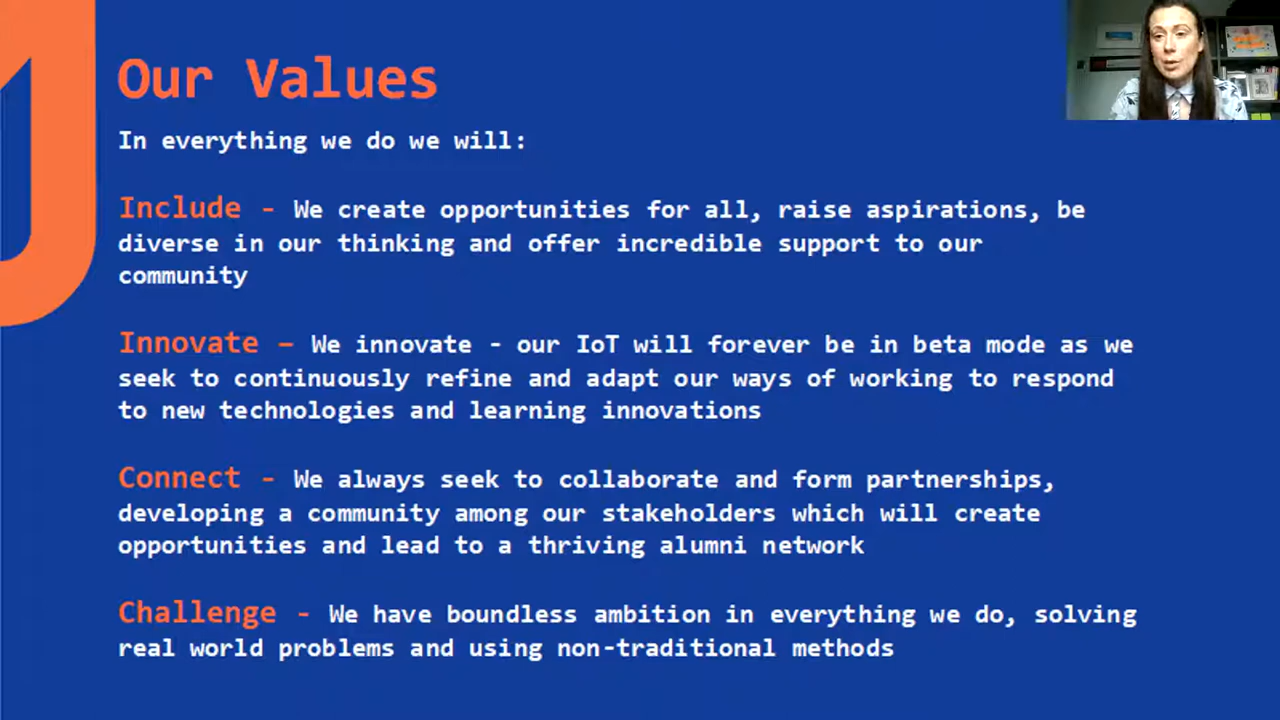 Our Values
In everything we do we will:
Include - We create opportunities for all, raise aspirations, be
diverse in our thinking and offer incredible support to our
community
Innovate – We innovate - our IoT will forever be in beta mode as we
seek to continuously refine and adapt our ways of working to respond
to new technologies and learning innovations
Connect - We always seek to collaborate and form partnerships,
developing a community among our stakeholders which will create
opportunities and lead to a thriving alumni network
Challenge - We have boundless ambition in everything we do, solving
real world problems and using non-traditional methods